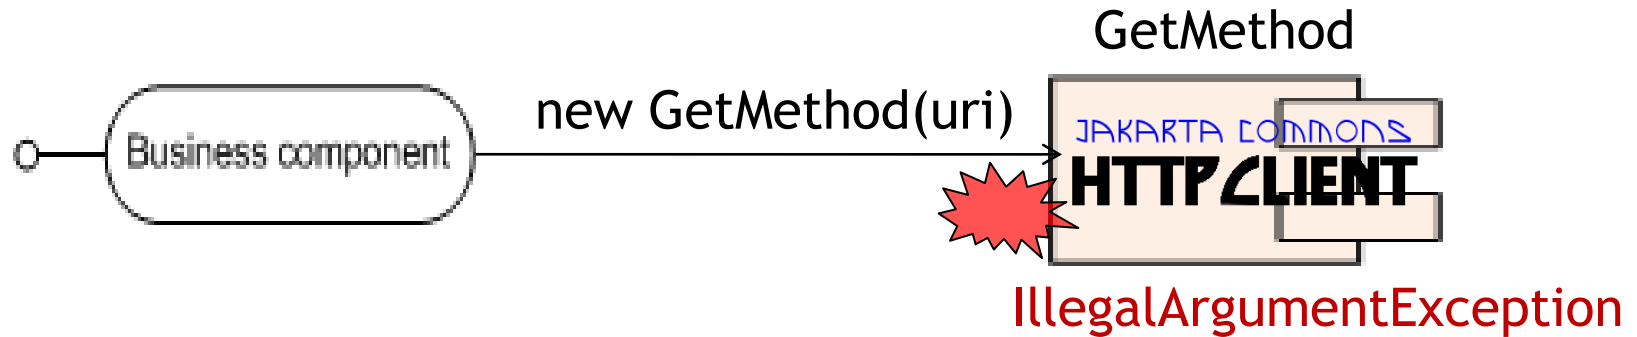 GetMethod
new GetMethod(uri)
Business component
JAKARTA COMMONS
HTTPCLIENT
IllegalArgumentException